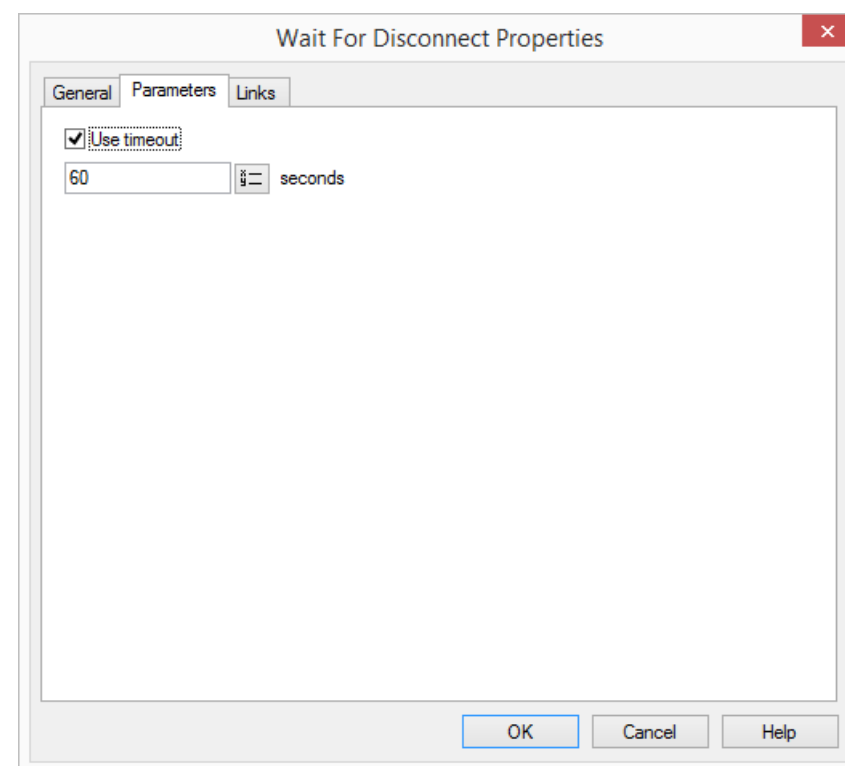 Wait For Disconnect Properties
General Parameters Links
Use timeout
60 seconds
OK Cancel Help